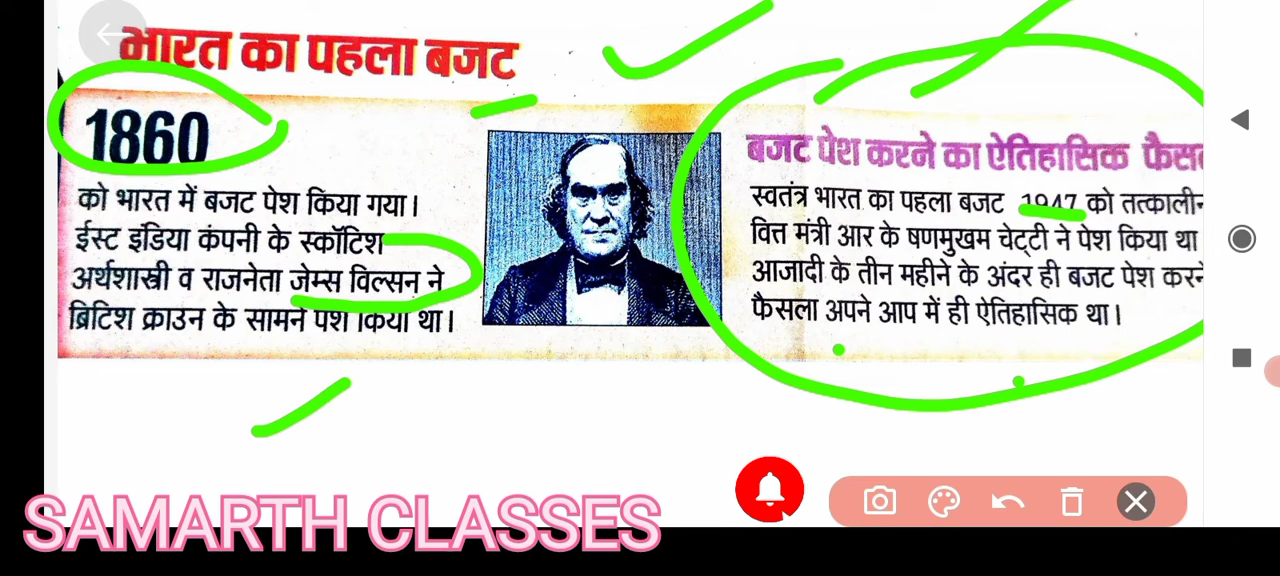 भारत का पहला बजट
1860
को भारत में बजट पेश किया गया।
ईस्ट इंडिया कंपनी के स्कॉटिश
अर्थशास्त्री व राजनेता जेम्स विल्सन ने
ब्रिटिश क्राउन के सामने पेश किया था।
बजट पेश करने का ऐतिहासिक
स्वतंत्र भारत का पहला बजट 1947 को
वित्त मंत्री आर के षणमुखम चेट्टी ने पेश किया था
आजादी के तीन महीने के अंदर ही बजट पेश
फैसला अपने आप में ही ऐतिहासिक था।
SAMARTH CLASSES